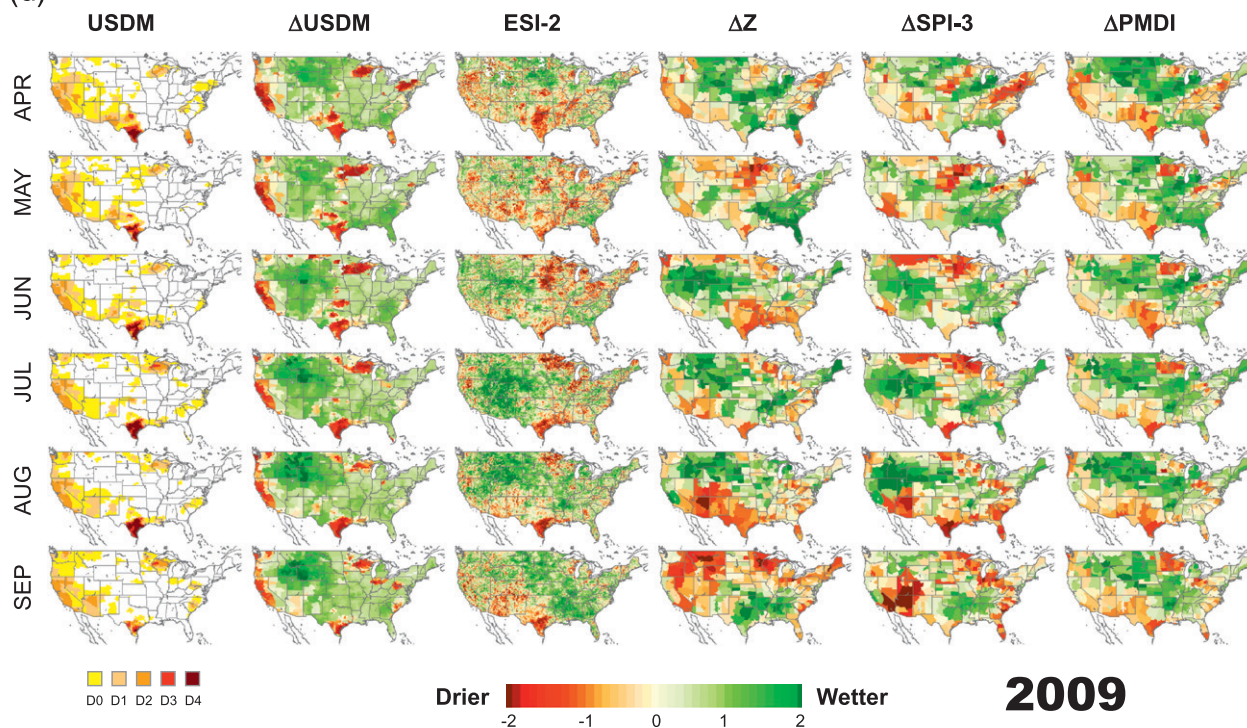 USDM ΔUSDM ESI-2 ΔZ ΔSPI-3 ΔPMDI
APR
MAY
JUN
JUL
AUG
SEP
D0 D1 D2 D3 D4
Drier Wetter
-2 -1 0 1 2
2009